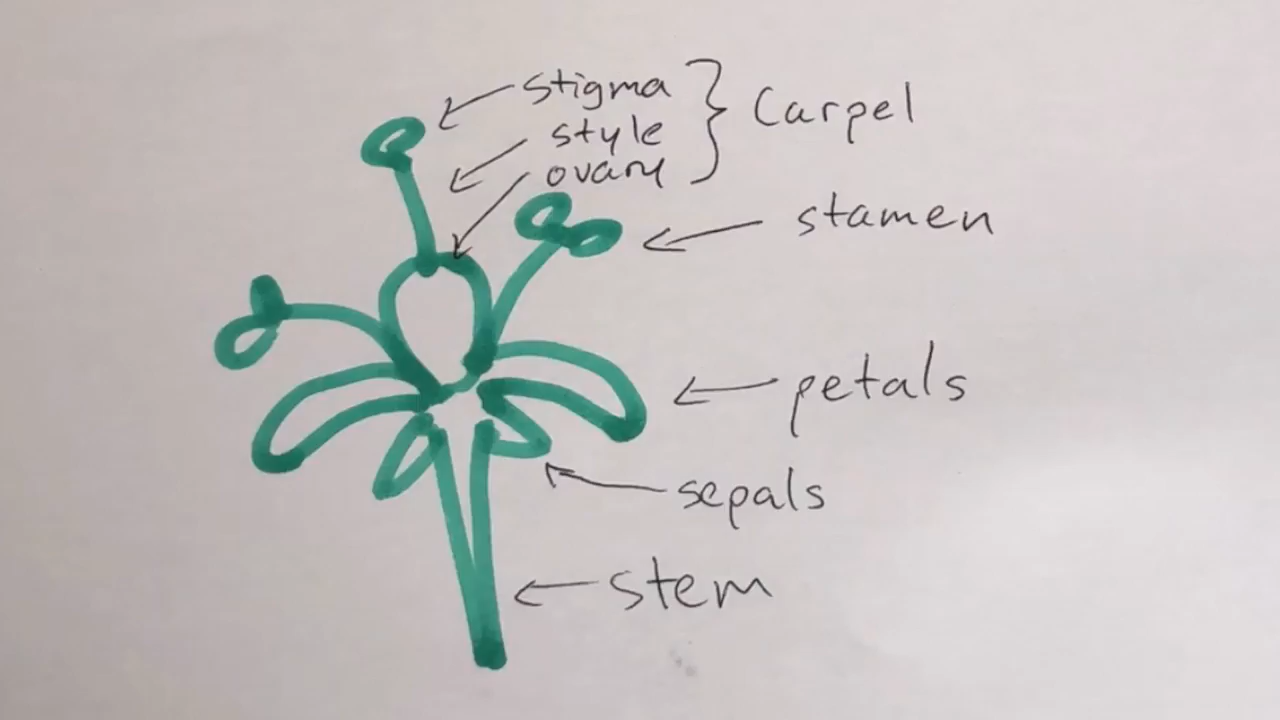 stigma
style
ovary
Carpel
stamen
petals
sepals
stem